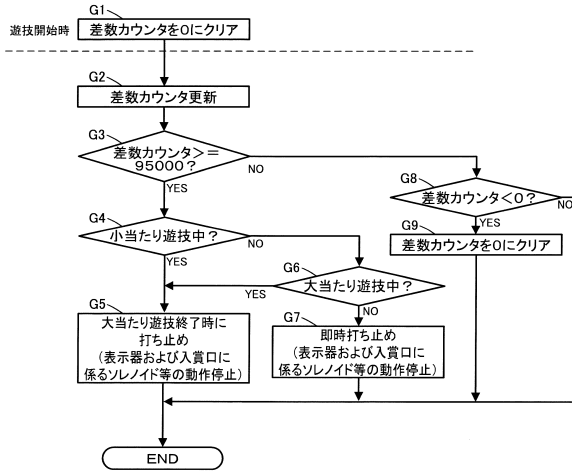 G1
遊技開始時
差数カウンタを0にクリア
G2
差数カウンタ更新
G3
差数カウンタ>=
95000?
NO
YES
G8
差数カウンタ<0?
NO
YES
G4
小当たり遊技中?
NO
YES
G9
差数カウンタを0にクリア
G6
大当たり遊技中?
YES
NO
G5
大当たり遊技終了時に
打ち止め
(表示器および入賞口に
係るソレノイド等の動作停止)
G7
即時打ち止め
(表示器および入賞口に
係るソレノイド等の動作停止)
END